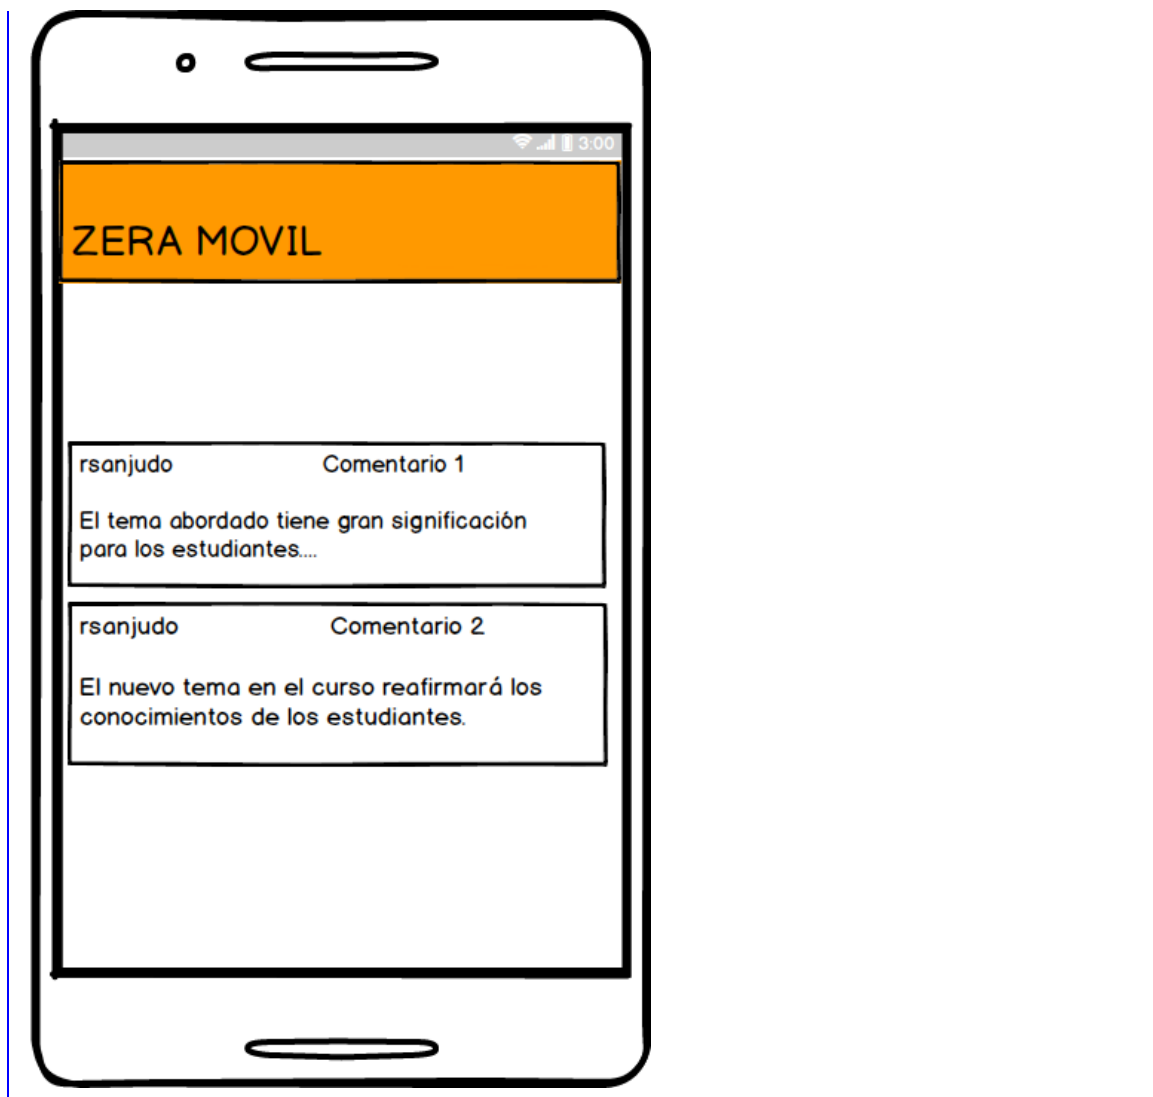 3:00
ZERA MOVIL
rsanjudo Comentario 1
El tema abordado tiene gran significación
para los estudiantes....
rsanjudo Comentario 2
El nuevo tema en el curso reafirmará los
conocimientos de los estudiantes.